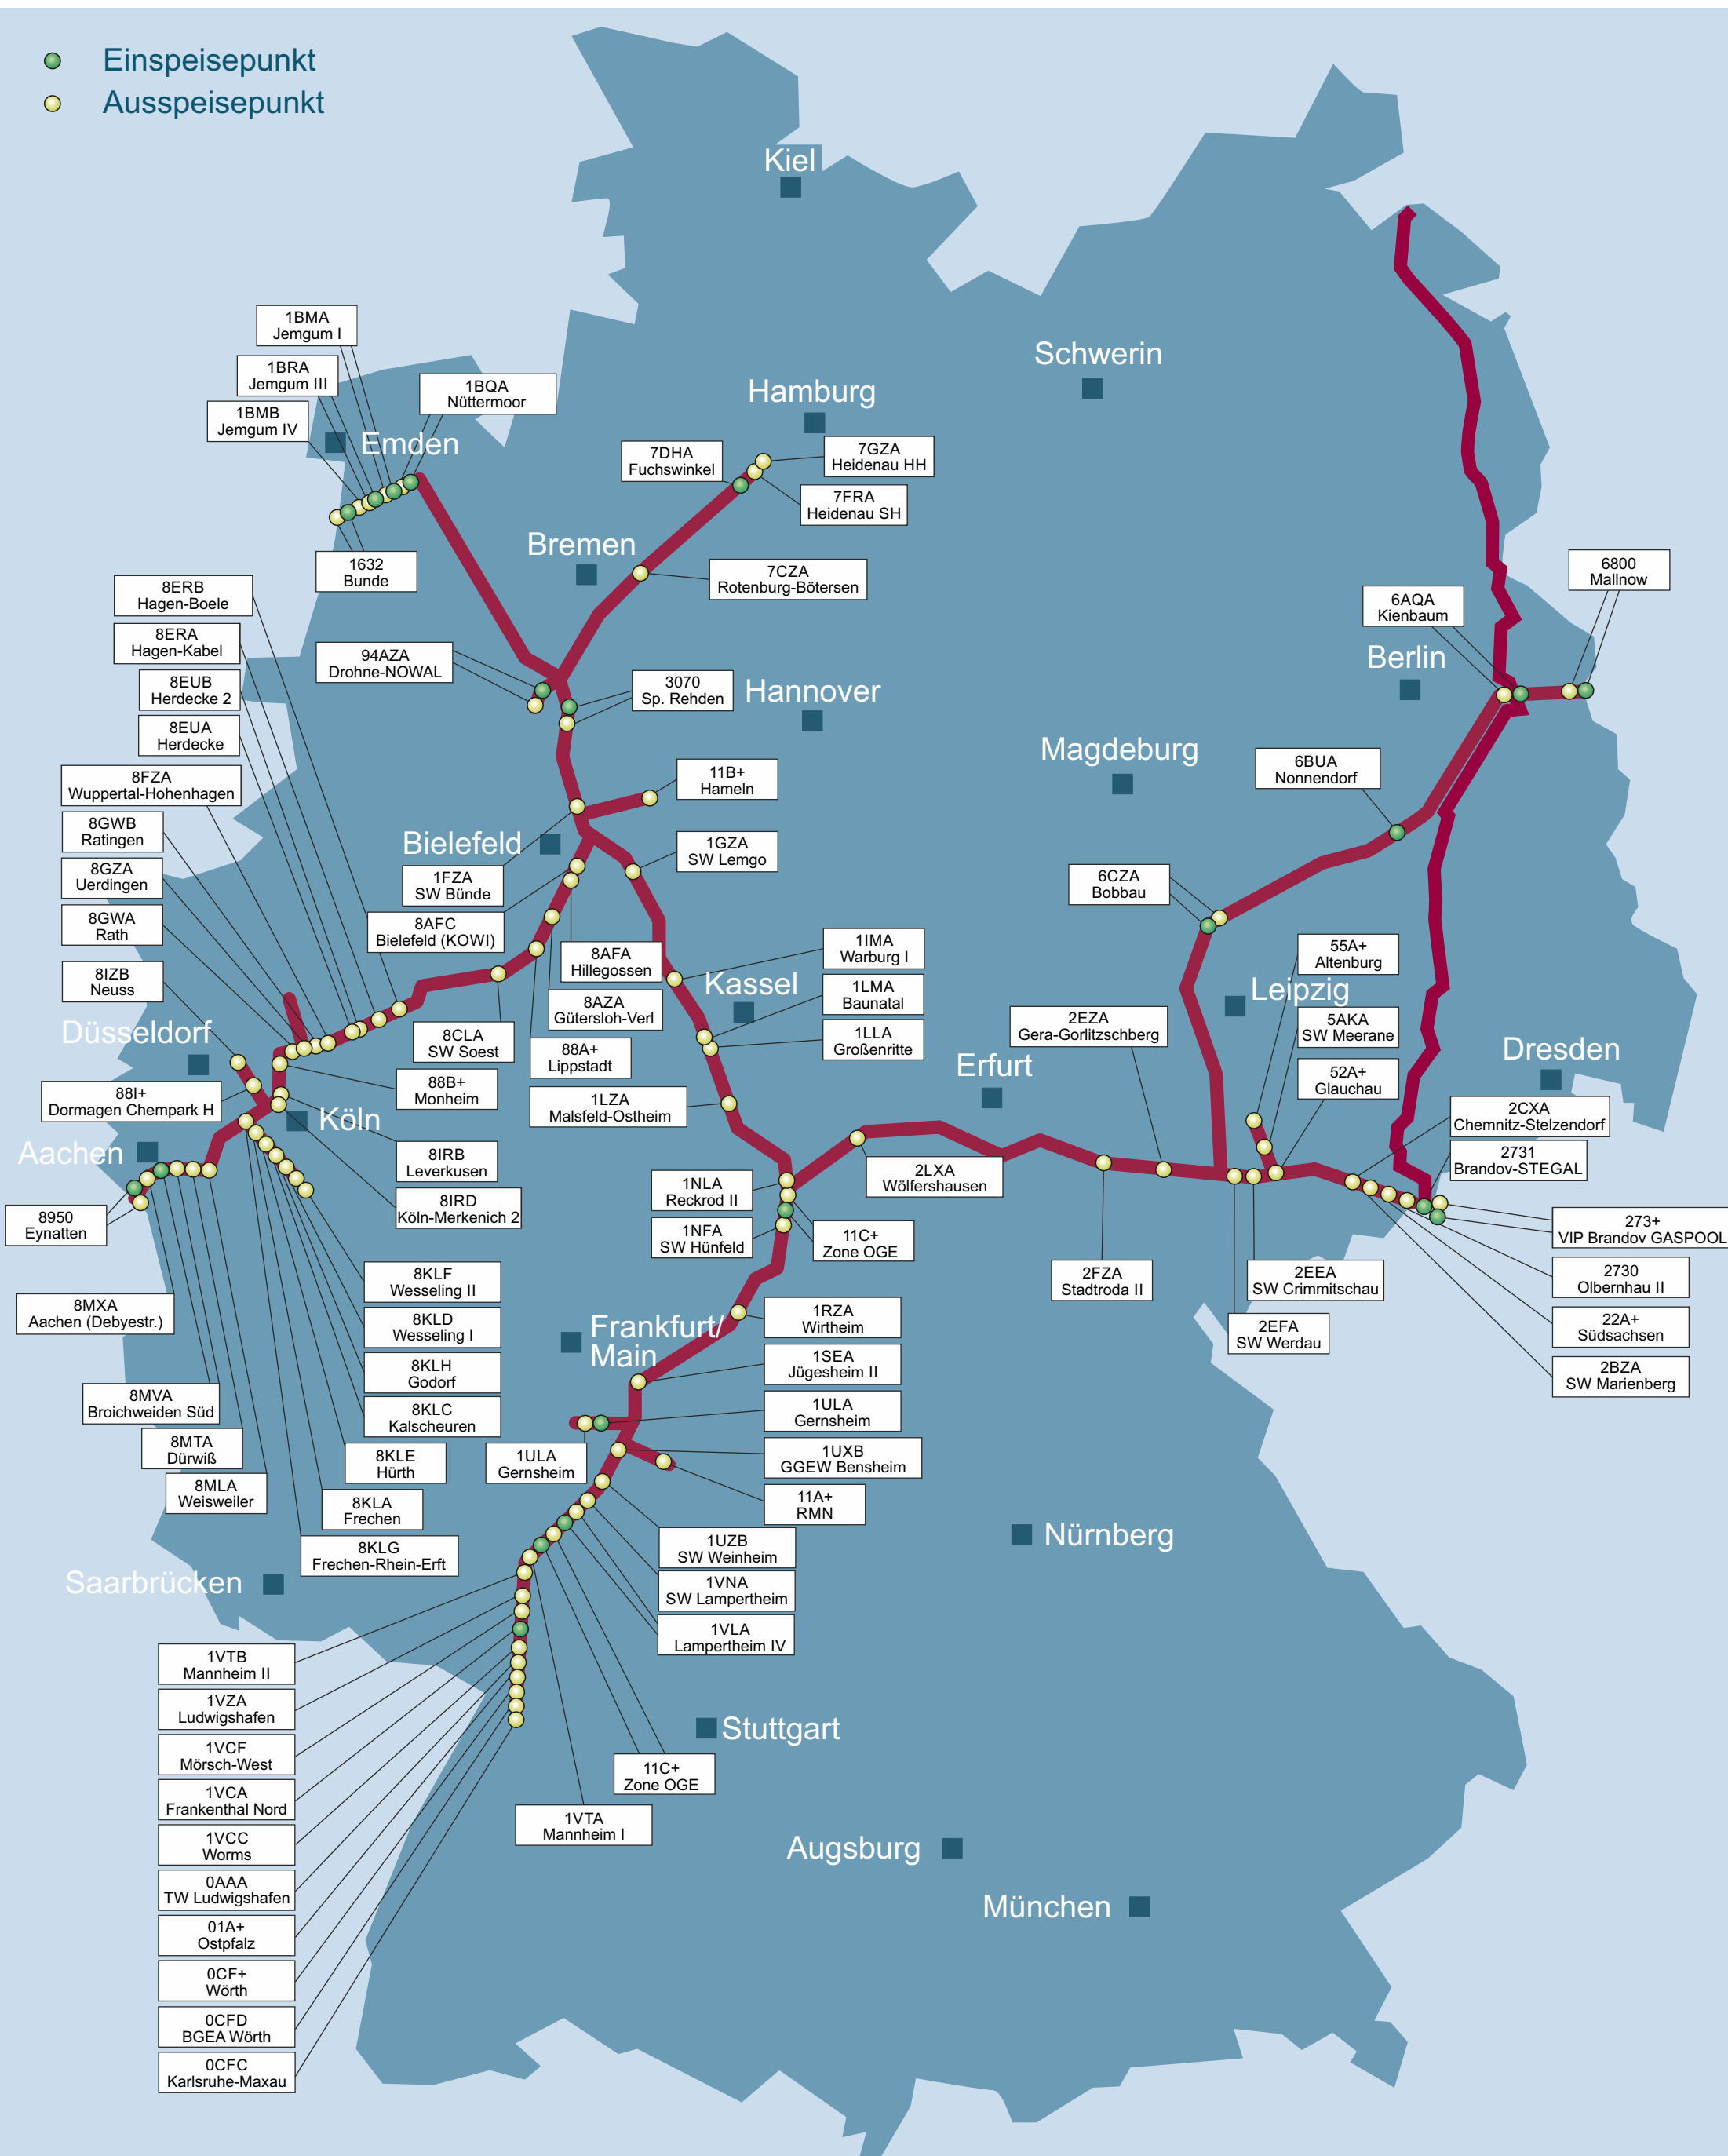 Einspeisepunkt
Ausspeisepunkt
Kiel
Schwerin
Hamburg
Emden
Bremen
Hannover
Berlin
Magdeburg
Bielefeld
Kassel
Leipzig
Düsseldorf
Erfurt
Dresden
Köln
Aachen
Frankfurt/
Main
Nürnberg
Saarbrücken
Stuttgart
Augsburg
München
1BMA
Jemgum I
1BRA
Jemgum III
1BMB
Jemgum IV
1BQA
Nüttermoor
1632
Bunde
7DHA
Fuchswinkel
7GZA
Heidenau HH
7FRA
Heidenau SH
7CZA
Rotenburg-Bötersen
94AZA
Drohne-NOWAL
3070
Sp. Rehden
6800
Mallnow
6AQA
Kienbaum
6BUA
Nonnendorf
6CZA
Bobbau
8ERB
Hagen-Boele
8ERA
Hagen-Kabel
8EUB
Herdecke 2
8EUA
Herdecke
8FZA
Wuppertal-Hohenhagen
8GWB
Ratingen
8GZA
Uerdingen
8GWA
Rath
8IZB
Neuss
88I+
Dormagen Chempark H
11B+
Hameln
1GZA
SW Lemgo
1FZA
SW Bünde
8AFC
Bielefeld (KOWI)
8AFA
Hillegossen
8AZA
Gütersloh-Verl
8CLA
SW Soest
88A+
Lippstadt
88B+
Monheim
8IRB
Leverkusen
8IRD
Köln-Merkenich 2
1IMA
Warburg I
1LMA
Baunatal
1LLA
Großenritte
1LZA
Malsfeld-Ostheim
2EZA
Gera-Gorlitzschberg
55A+
Altenburg
5AKA
SW Meerane
52A+
Glauchau
2CXA
Chemnitz-Stelzendorf
2731
Brandov-STEGAL
273+
VIP Brandov GASPOOL
2730
Olbernhau II
22A+
Südsachsen
2BZA
SW Marienberg
2EEA
SW Crimmitschau
2EFA
SW Werdau
2FZA
Stadtroda II
2LXA
Wölfershausen
1NLA
Reckrod II
1NFA
SW Hünfeld
11C+
Zone OGE
8950
Eynatten
8MXA
Aachen (Debyestr.)
8MVA
Broichweiden Süd
8MTA
Dürwiß
8MLA
Weisweiler
8KLF
Wesseling II
8KLD
Wesseling I
8KLH
Godorf
8KLC
Kalscheuren
8KLE
Hürth
8KLA
Frechen
8KLG
Frechen-Rhein-Erft
1RZA
Wirtheim
1SEA
Jügesheim II
1ULA
Gernsheim
1ULA
Gernsheim
1UXB
GGEW Bensheim
11A+
RMN
1UZB
SW Weinheim
1VNA
SW Lampertheim
1VLA
Lampertheim IV
11C+
Zone OGE
1VTA
Mannheim I
1VTB
Mannheim II
1VZA
Ludwigshafen
1VCF
Mörsch-West
1VCA
Frankenthal Nord
1VCC
Worms
0AAA
TW Ludwigshafen
01A+
Ostpfalz
0CF+
Wörth
0CFD
BGEA Wörth
0CFC
Karlsruhe-Maxau